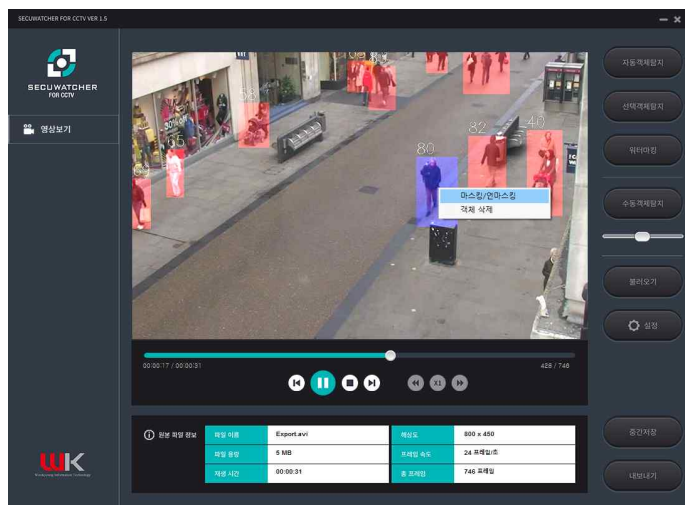 SECUWATCHER FOR CCTV VER 1.5
SECUWATCHER
FOR CCTV
영상보기
80
82
마스킹/언마스킹
객체 삭제
00:00:17 / 00:00:31
428 / 746
X1
원본 파일 정보
파일 이름 Export.avi 해상도 800 x 450
파일 용량 5 MB 프레임 속도 24 프레임/초
재생 시간 00:00:31 총 프레임 746 프레임
자동객체탐지
선택객체탐지
워터마킹
수동객체탐지
불러오기
설정
중간저장
내보내기
WK